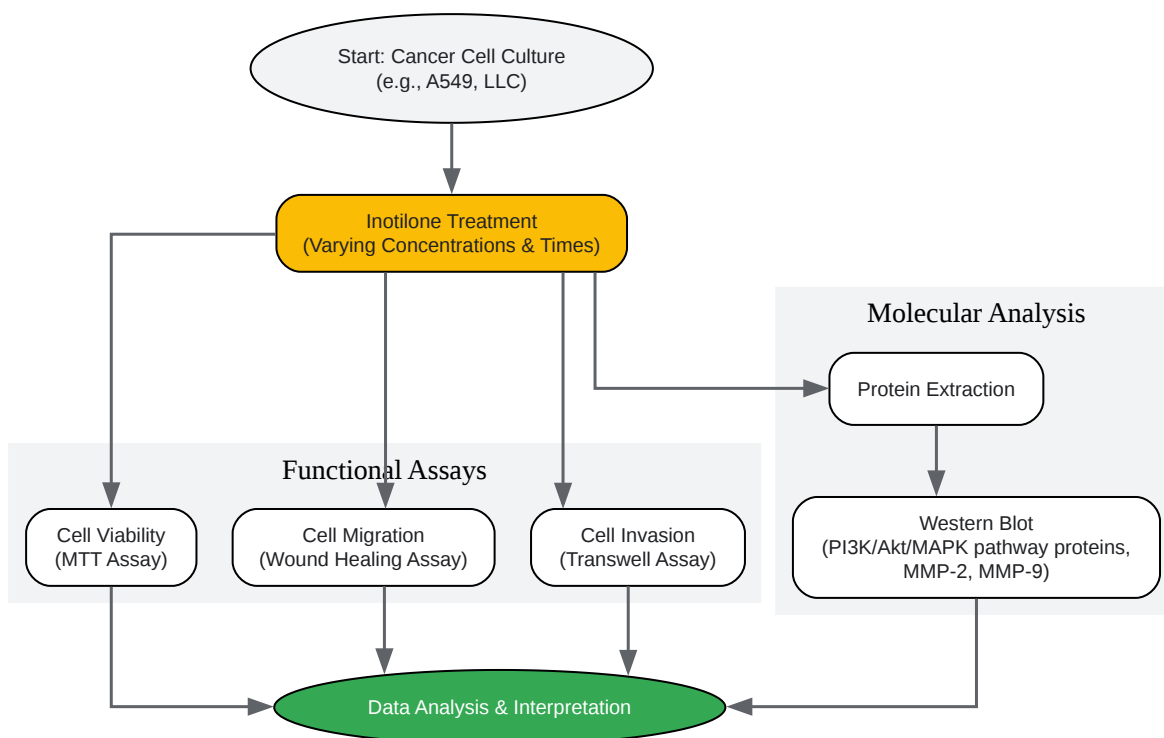 Start: Cancer Cell Culture
(e.g., A549, LLC)
Inotilone Treatment
(Varying Concentrations & Times)
Molecular Analysis
Protein Extraction
Functional Assays
Cell Viability
(MTT Assay)
Cell Migration
(Wound Healing Assay)
Cell Invasion
(Transwell Assay)
Western Blot
(PI3K/Akt/MAPK pathway proteins,
MMP-2, MMP-9)
Data Analysis & Interpretation